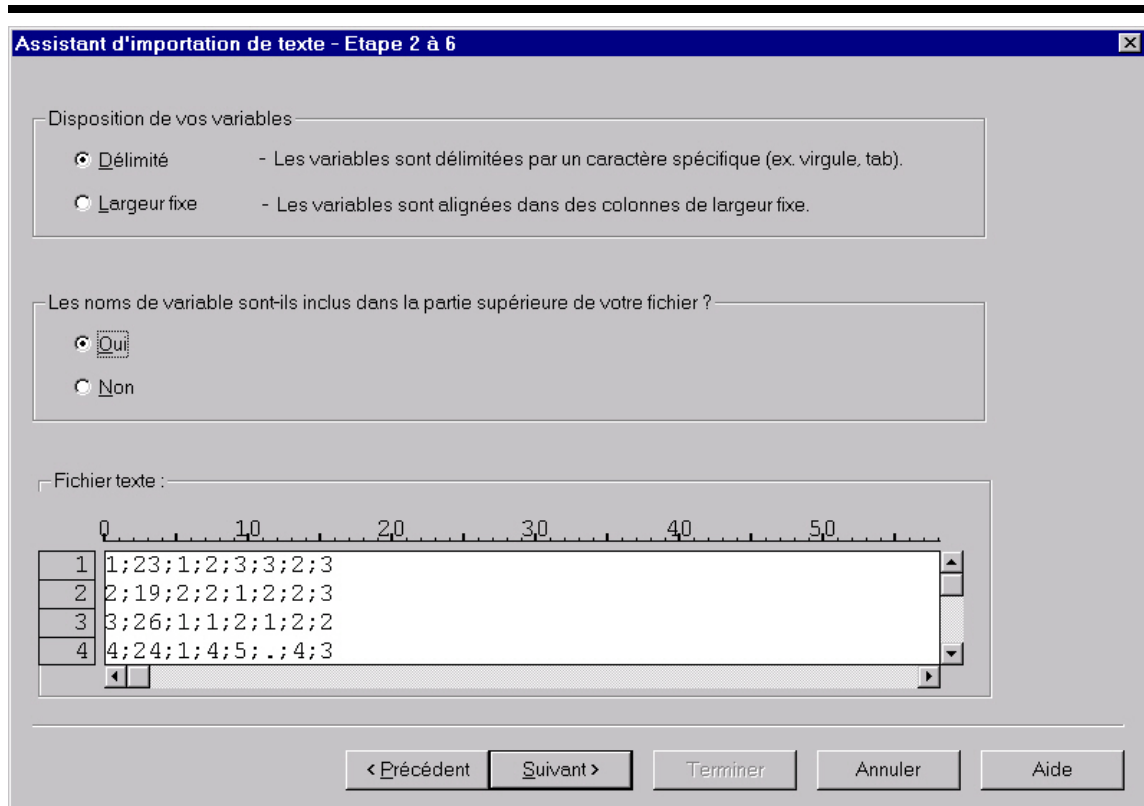 Assistant d'importation de texte - Etape 2 à 6
Disposition de vos variables
Délimité - Les variables sont délimitées par un caractère spécifique (ex. virgule, tab).
Largeur fixe - Les variables sont alignées dans des colonnes de largeur fixe.
Les noms de variable sont-ils inclus dans la partie supérieure de votre fichier ?
Oui
Non
Fichier texte :
0 10 20 30 40 50
1 1;23;1;2;3;3;2;3
2 2;19;2;2;1;2;2;3
3 3;26;1;1;2;1;2;2
4 4;24;1;4;5;.;4;3
< Précédent Suivant > Terminer Annuler Aide